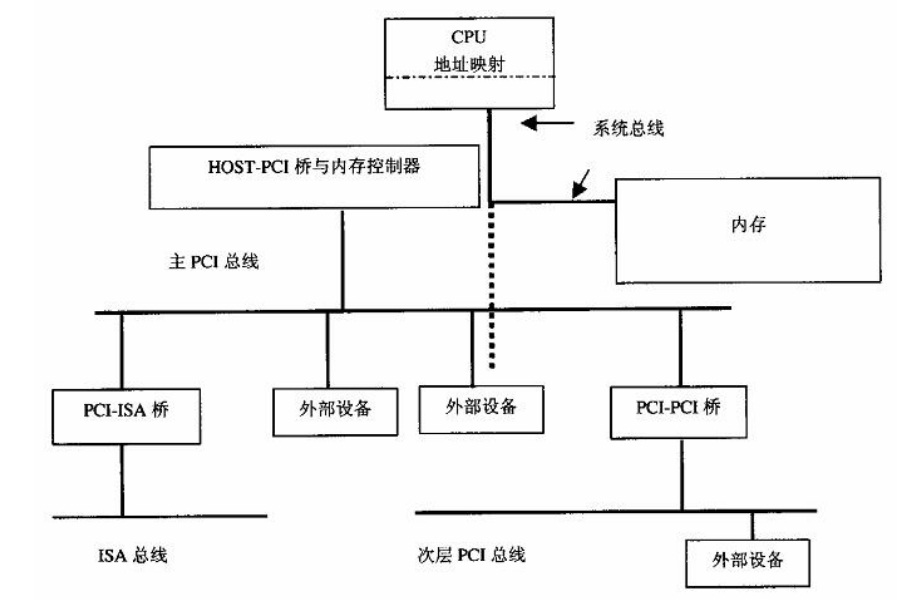 CPU
地址映射
系统总线
HOST-PCI 桥与内存控制器
内存
主 PCI 总线
PCI-ISA 桥
外部设备
外部设备
PCI-PCI 桥
ISA 总线
次层 PCI 总线
外部设备